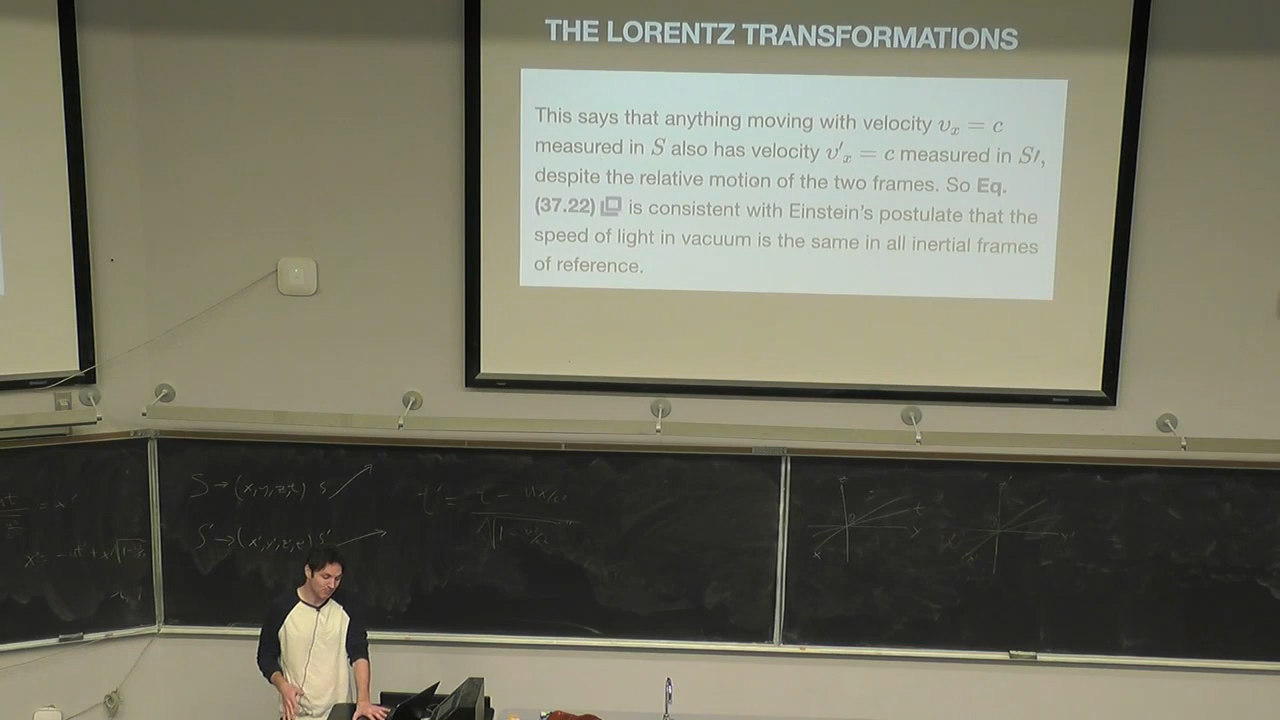 THE LORENTZ TRANSFORMATIONS
This says that anything moving with velocity υₓ = c
measured in S also has velocity υ′ₓ = c measured in S′,
despite the relative motion of the two frames. So Eq.
(37.22) is consistent with Einstein's postulate that the
speed of light in vacuum is the same in all inertial frames
of reference.
S → (x, y, z, t) S
S' → (x', y', z', t') S'